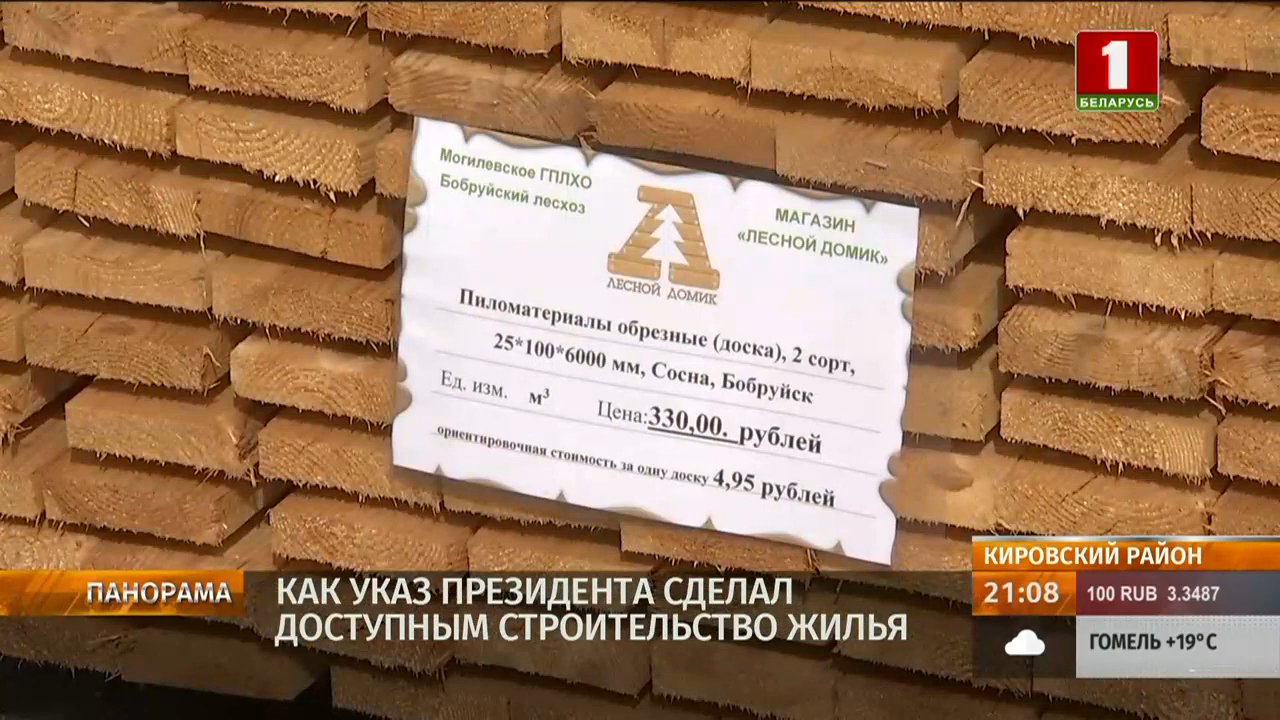 1
БЕЛАРУСЬ
Могилевское ГПЛХО
Бобруйский лесхоз
ЛЕСНОЙ ДОМИК
МАГАЗИН
«ЛЕСНОЙ ДОМИК»
Пиломатериалы обрезные (доска), 2 сорт,
25*100*6000 мм, Сосна, Бобруйск
Ед. изм. м³ Цена:330,00. рублей
ориентировочная стоимость за одну доску 4,95 рублей
ПАНОРАМА
КАК УКАЗ ПРЕЗИДЕНТА СДЕЛАЛ
ДОСТУПНЫМ СТРОИТЕЛЬСТВО ЖИЛЬЯ
КИРОВСКИЙ РАЙОН
21:08 100 RUB 3.3487
ГОМЕЛЬ +19°C